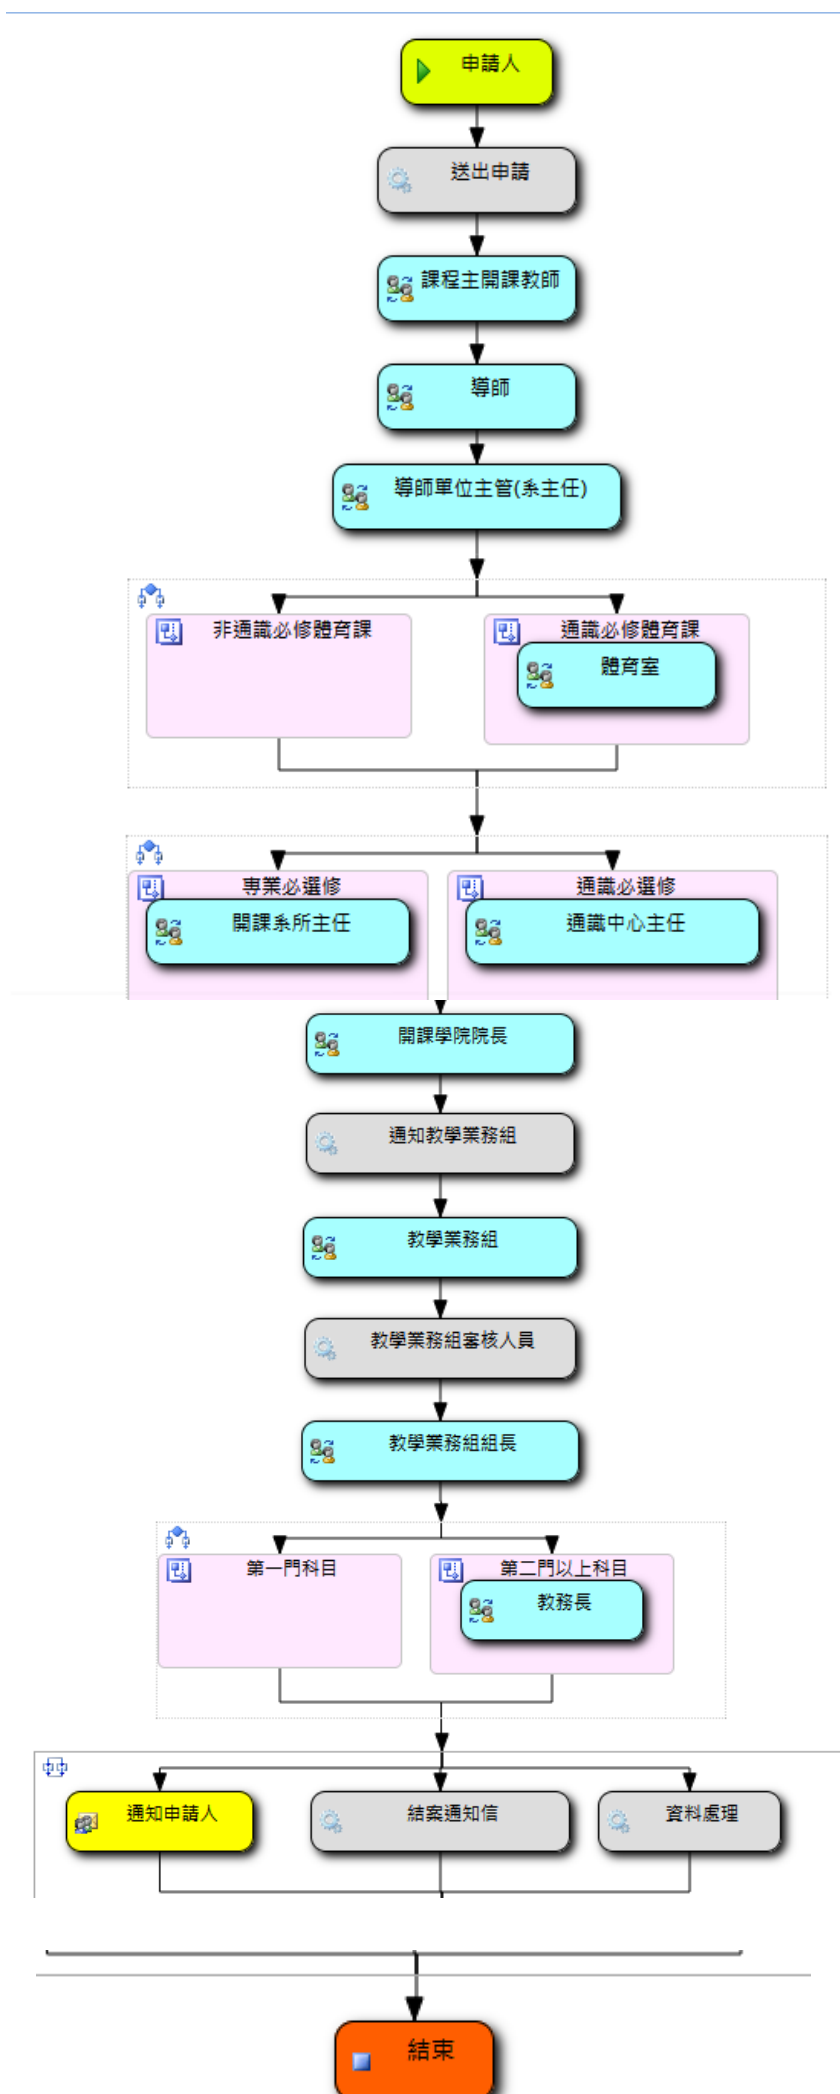 申請人
送出申請
課程主開課教師
導師
導師單位主管(系主任)
非通識必修體育課
通識必修體育課
體育室
專業必選修
通識必選修
開課系所主任
通識中心主任
開課學院院長
通知教學業務組
教學業務組
教學業務組審核人員
教學業務組組長
第一門科目
第二門以上科目
教務長
通知申請人
結案通知信
資料處理
結束